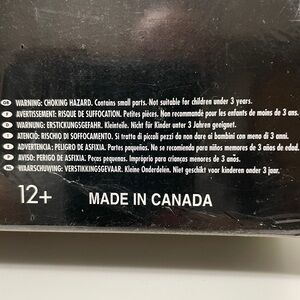 GB WARNING: CHOKING HAZARD. Contains small parts. Not suitable for children under 3 years.
F AVERTISSEMENT: RISQUE DE SUFFOCATION. Petites pièces. Non recommandé pour les enfants de moins de 3 ans.
D WARNUNG: ERSTICKUNGSGEFAHR. Kleinteile. Nicht für Kinder unter 3 Jahren geeignet.
I ATENCIÓ: RISCHIO DI SOFFOCAMENTO. Si tratta di piccoli pezzi da non dare ai bambini con meno di 3 anni.
E ADVERTENCIA: PELIGRO DE ASFIXIA. Partes pequeños. No se recomienda para niños menores de 3 años de edad.
P AVISO: PERIGO DE ASFIXIA. Peças pequenas. Impróprio para crianças menores de 3 anos.
NL WAARSCHUWING: VERSTIKKINGSGEVAAR. Kleine Onderdelen. Niet geschikt voor kinderen onder 3 jaar.
12+ MADE IN CANADA